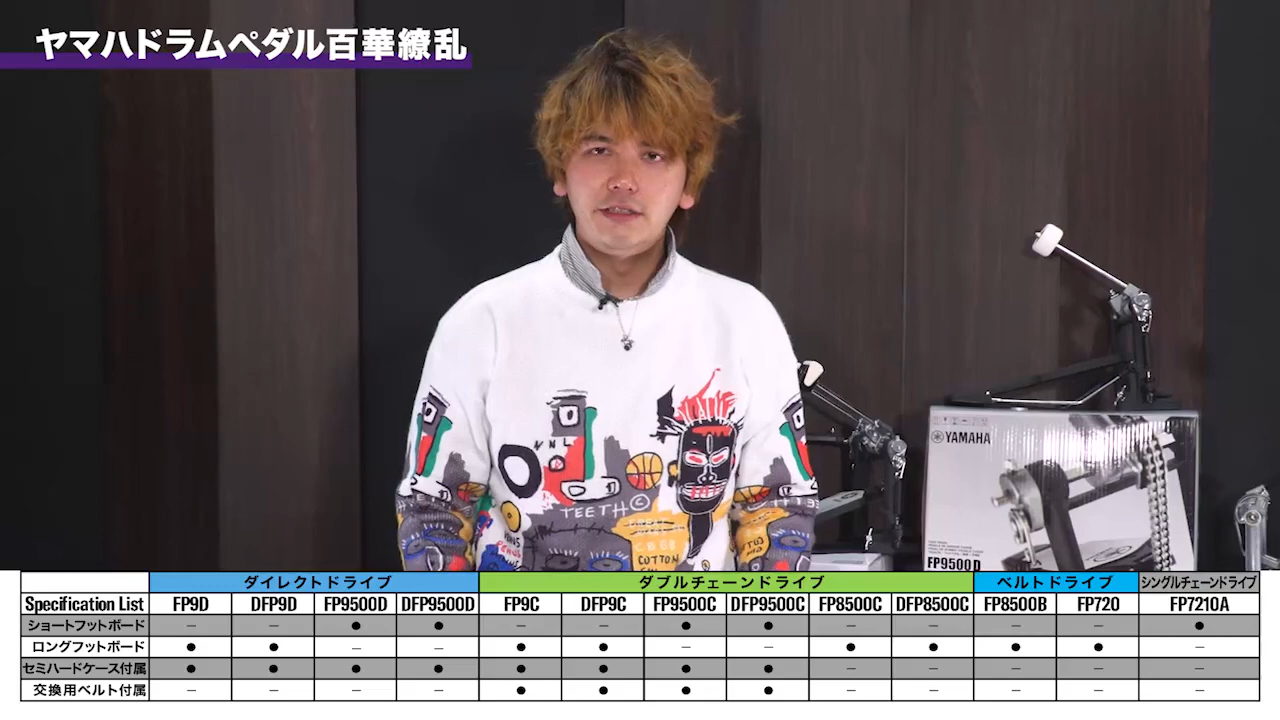 ヤマハドラムペダル百華繚乱
TEETH©
COTTON
YAMAHA
FP9500D
ダイレクトドライブ ダブルチェーンドライブ ベルトドライブ シングルチェーンドライブ
Specification List FP9D DFP9D FP9500D DFP9500D FP9C DFP9C FP9500C DFP9500C FP8500C DFP8500C FP8500B FP720 FP7210A
ショートフットボード − − ● ● − − ● ● − − − − ●
ロングフットボード ● ● − − ● ● − − ● ● ● ● −
セミハードケース付属 ● ● ● ● ● ● ● ● − − − − −
交換用ベルト付属 − − − − ● ● ● ● − − − − −